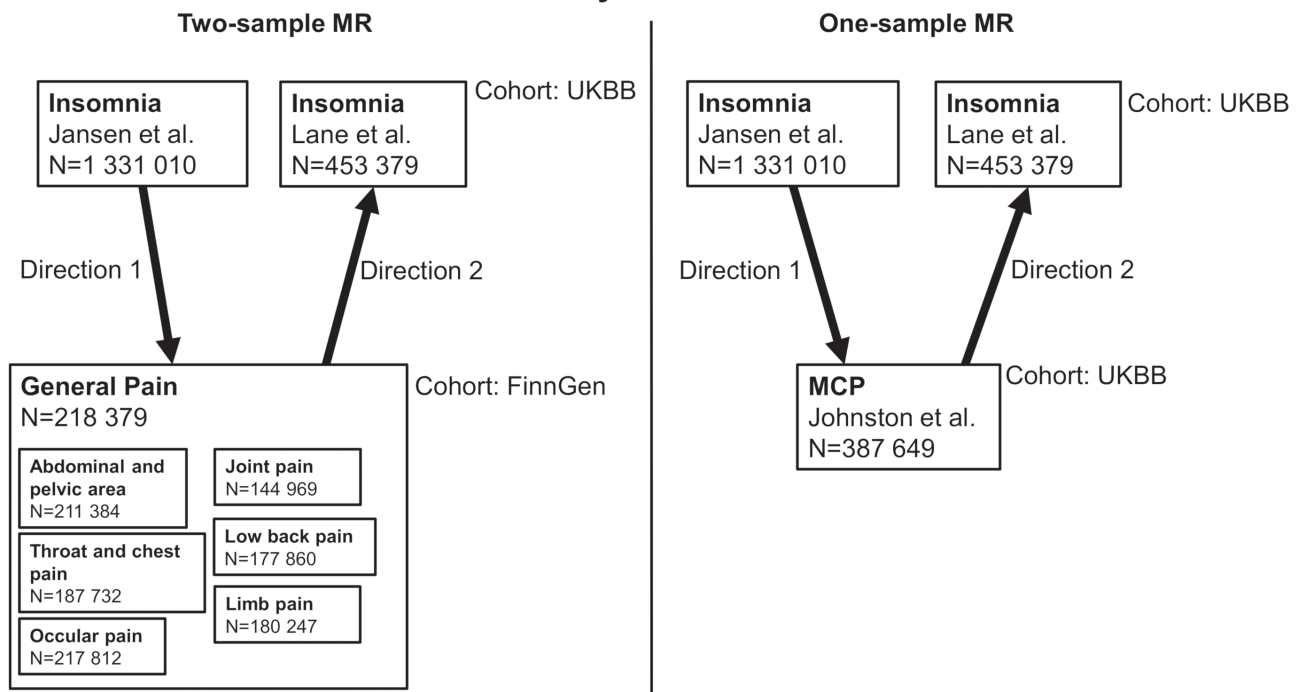 Two-sample MR
Insomnia
Jansen et al.
N=1 331 010
Insomnia
Lane et al.
N=453 379
Cohort: UKBB
Direction 1
Direction 2
General Pain
N=218 379
Cohort: FinnGen
Abdominal and
pelvic area
N=211 384
Throat and chest
pain
N=187 732
Occular pain
N=217 812
Joint pain
N=144 969
Low back pain
N=177 860
Limb pain
N=180 247
One-sample MR
Insomnia
Jansen et al.
N=1 331 010
Insomnia
Lane et al.
N=453 379
Cohort: UKBB
Direction 1
Direction 2
MCP
Johnston et al.
N=387 649
Cohort: UKBB